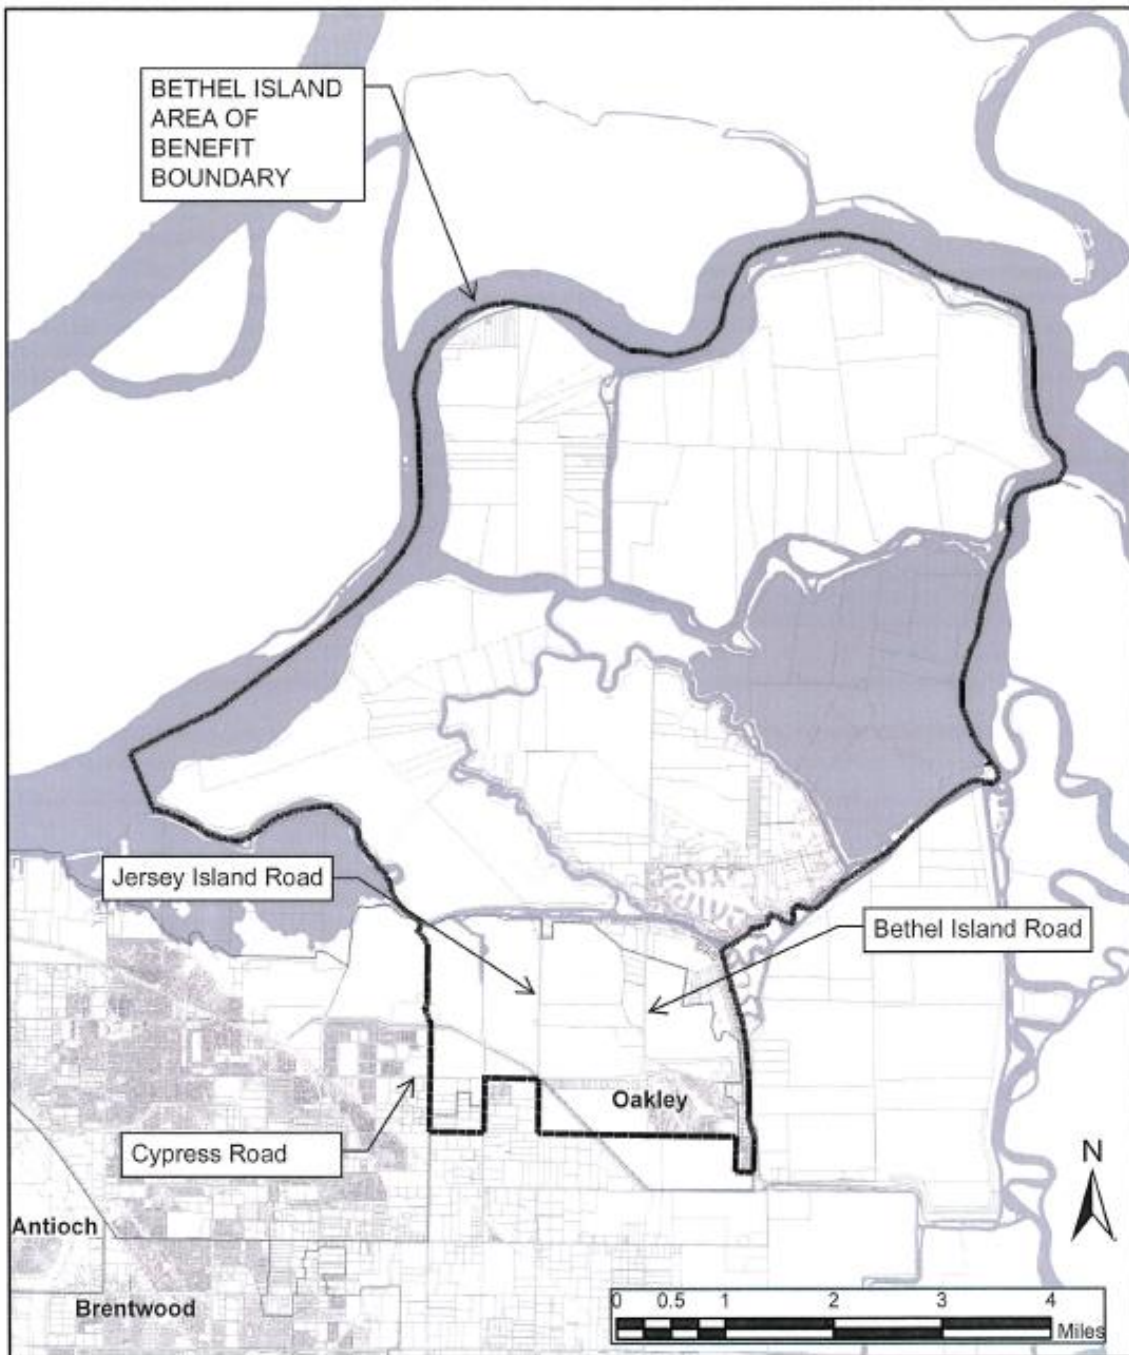 BETHEL ISLAND
AREA OF
BENEFIT
BOUNDARY
Jersey Island Road
Bethel Island Road
Oakley
Cypress Road
N
Antioch
Brentwood
0 0.5 1 2 3 4
Miles